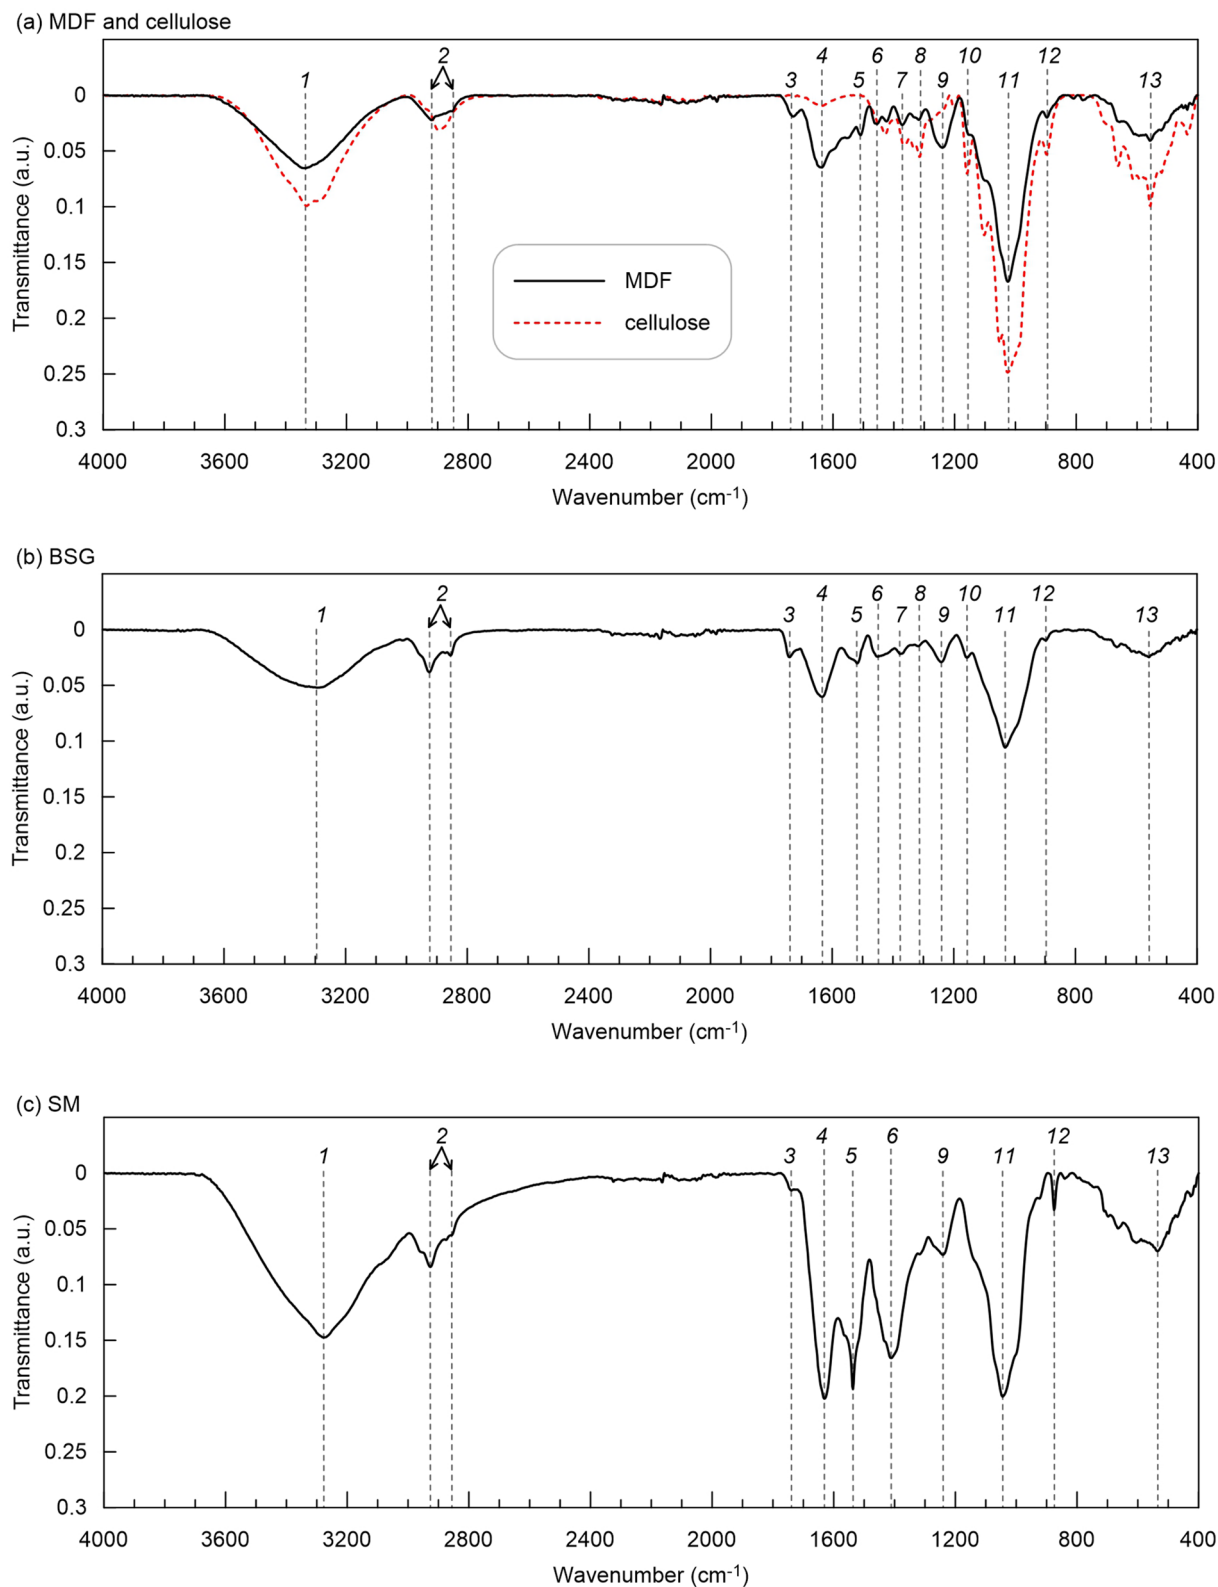 (a) MDF and cellulose
2 4 6 8 10 12
1 3 5 7 9 11 13
0
0.05
0.1
0.15
0.2
0.25
0.3
Transmittance (a.u.)
MDF
cellulose
4000 3600 3200 2800 2400 2000 1600 1200 800 400
Wavenumber (cm-1)
(b) BSG
2 4 6 8 10 12
1 3 5 7 9 11 13
0
0.05
0.1
0.15
0.2
0.25
0.3
Transmittance (a.u.)
4000 3600 3200 2800 2400 2000 1600 1200 800 400
Wavenumber (cm-1)
(c) SM
2 4 6 12
1 3 5 9 11 13
0
0.05
0.1
0.15
0.2
0.25
0.3
Transmittance (a.u.)
4000 3600 3200 2800 2400 2000 1600 1200 800 400
Wavenumber (cm-1)